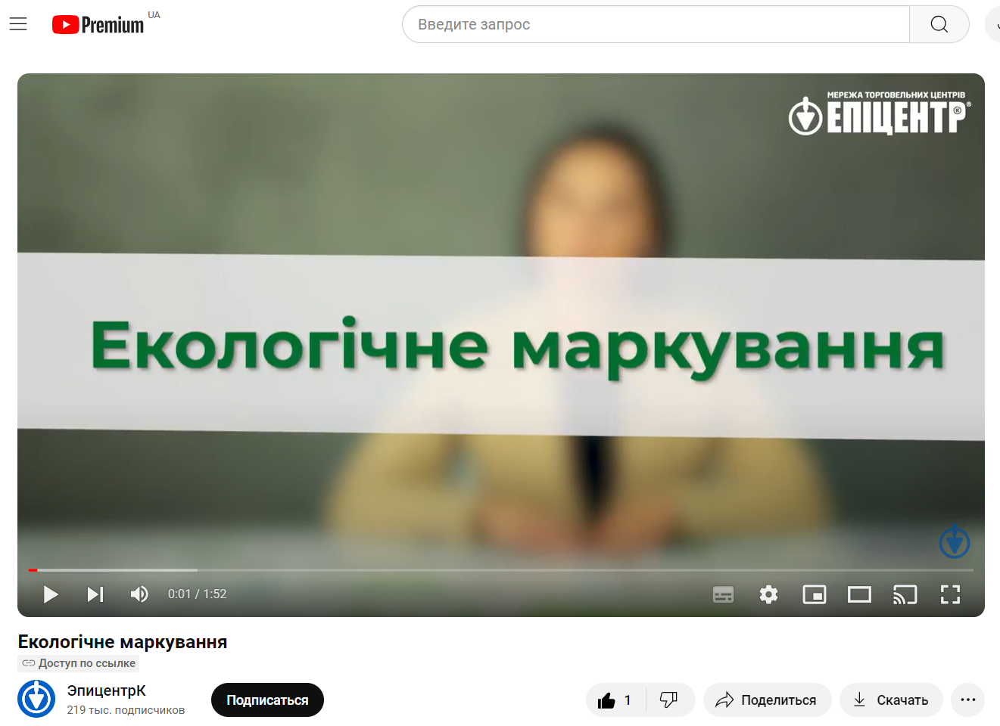 Premium UA
Введите запрос
МЕРЕЖА ТОРГОВЕЛЬНИХ ЦЕНТРІВ
ЕПІЦЕНТР К®
Екологічне маркування
0:01 / 1:52
Екологічне маркування
Доступ по ссылке
ЭпицентрК
219 тыс. подписчиков
Подписаться
1
Поделиться
Скачать